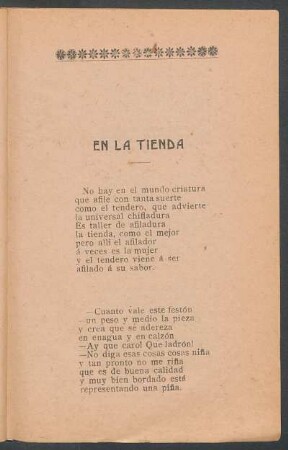 EN LA TIENDA
No hay en el mundo criatura
que afile con tanta suerte
como el tendero, que advierte
la universal chifladura
Es taller de afiladura
la tienda, como el mejor
pero allí el afilador
á veces es la mujer
y el tendero viene á ser
afilado á su sabor.
—Cuanto vale este festón
un peso y medio la pieza
y crea que se adereza
en enagua y en calzón
—Ay que caro! Que ladrón!
—No diga esas cosas cosas niña
y tan pronto no me riña
que es de buena calidad
y muy bien bordado está
representando una piña.